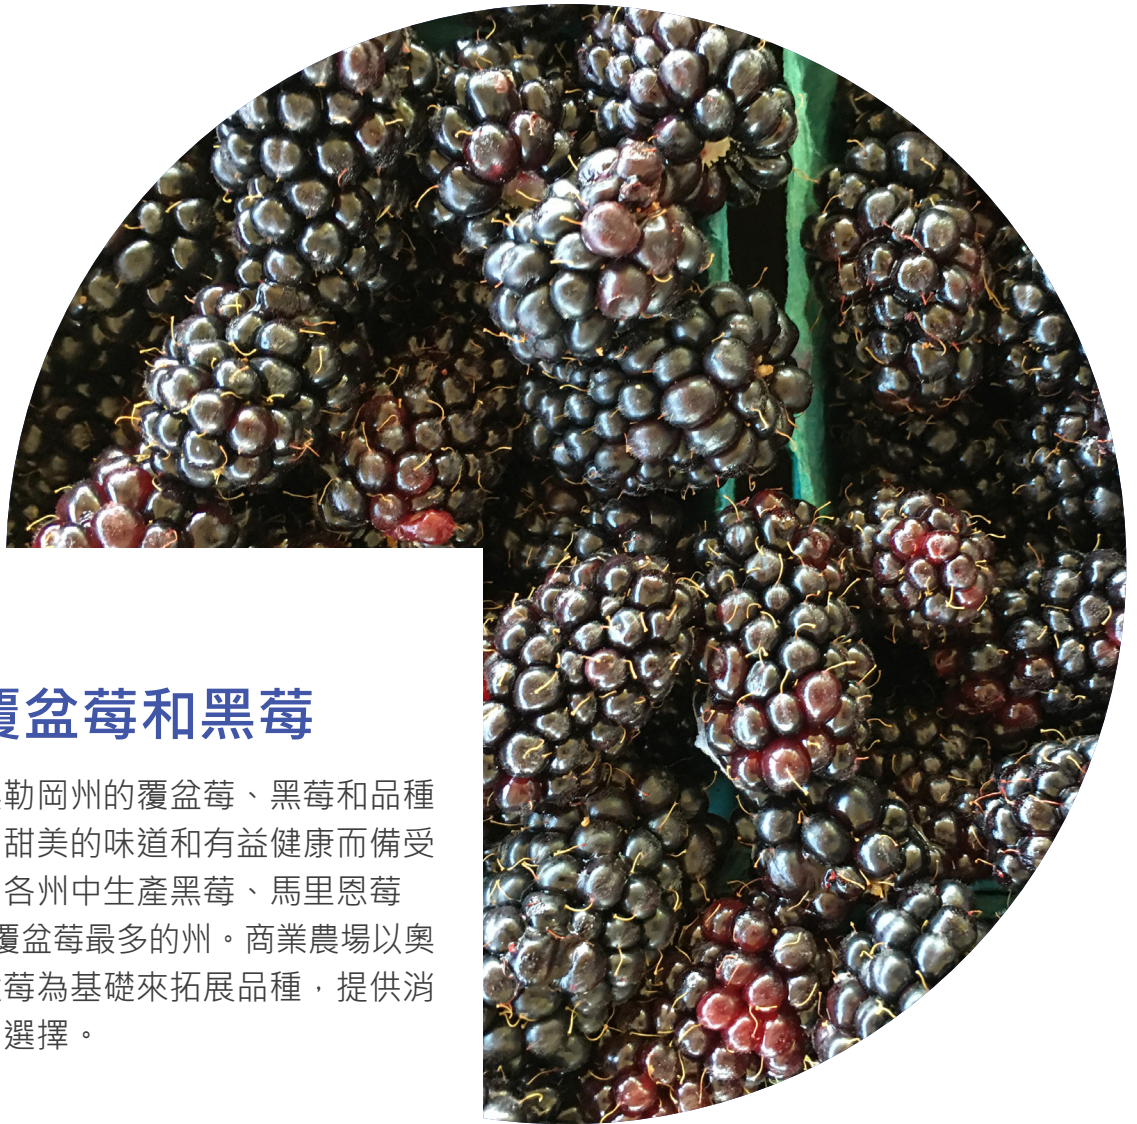 覆盆莓和黑莓
勒岡州的覆盆莓、黑莓和品種
甜美的味道和有益健康而備受
各州中生產黑莓、馬里恩莓
覆盆莓最多的州。商業農場以奧
莓為基礎來拓展品種，提供消
選擇。